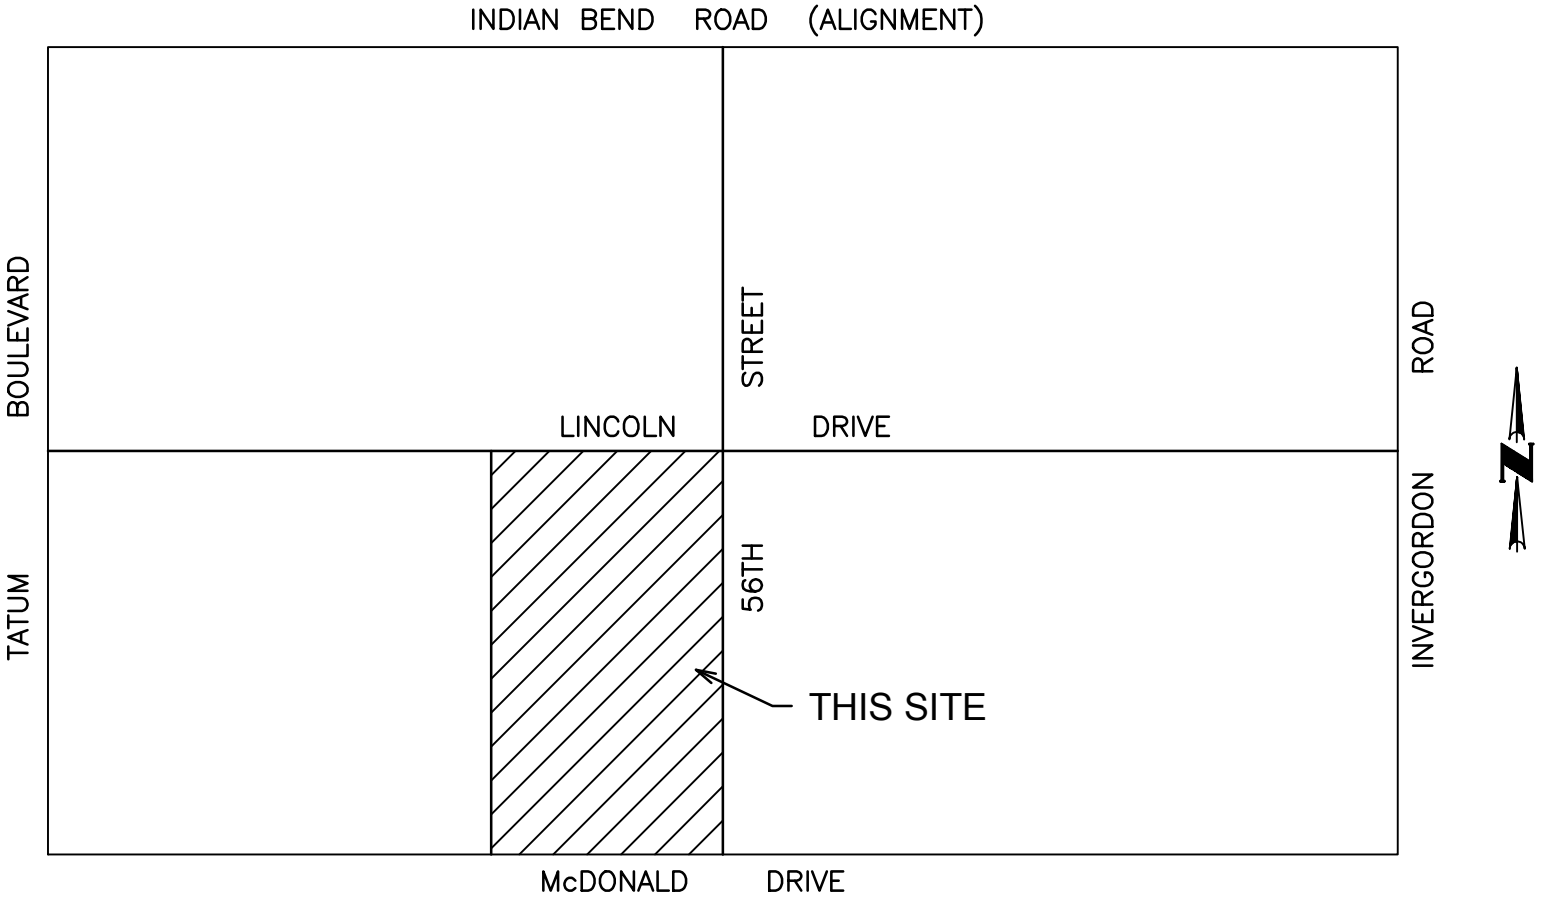 INDIAN BEND ROAD (ALIGNMENT)
TATUM BOULEVARD
56TH STREET
INVERGORDON ROAD
LINCOLN DRIVE
N
THIS SITE
McDONALD DRIVE